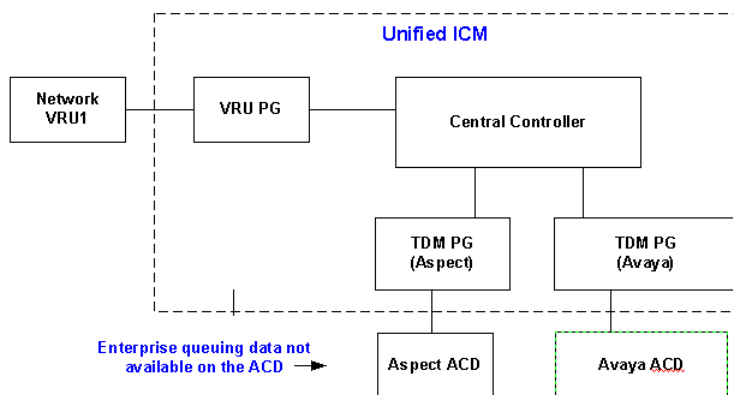 Unified ICM
Network
VRU1
VRU PG
Central Controller
TDM PG
(Aspect)
TDM PG
(Avaya)
Enterprise queuing data not
available on the ACD
Aspect ACD
Avaya ACD